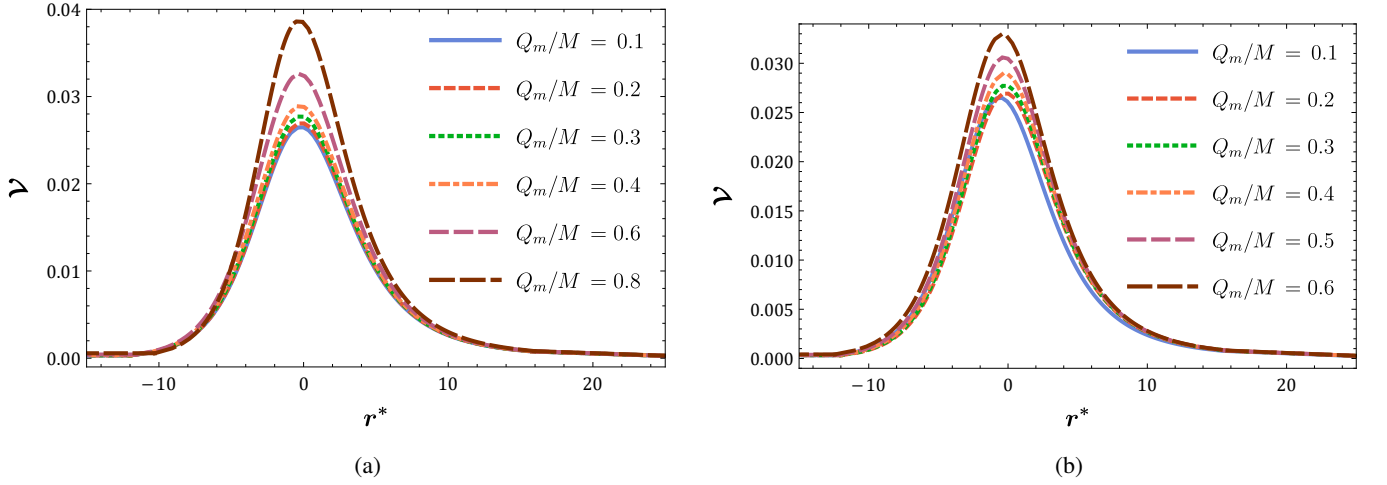 0.04
0.03
0.02
0.01
0.00
𝓥
−10
0
10
20
r*
Q_m/M = 0.1
Q_m/M = 0.2
Q_m/M = 0.3
Q_m/M = 0.4
Q_m/M = 0.6
Q_m/M = 0.8
(a)
0.030
0.025
0.020
0.015
0.010
0.005
0.000
𝓥
−10
0
10
20
r*
Q_m/M = 0.1
Q_m/M = 0.2
Q_m/M = 0.3
Q_m/M = 0.4
Q_m/M = 0.5
Q_m/M = 0.6
(b)